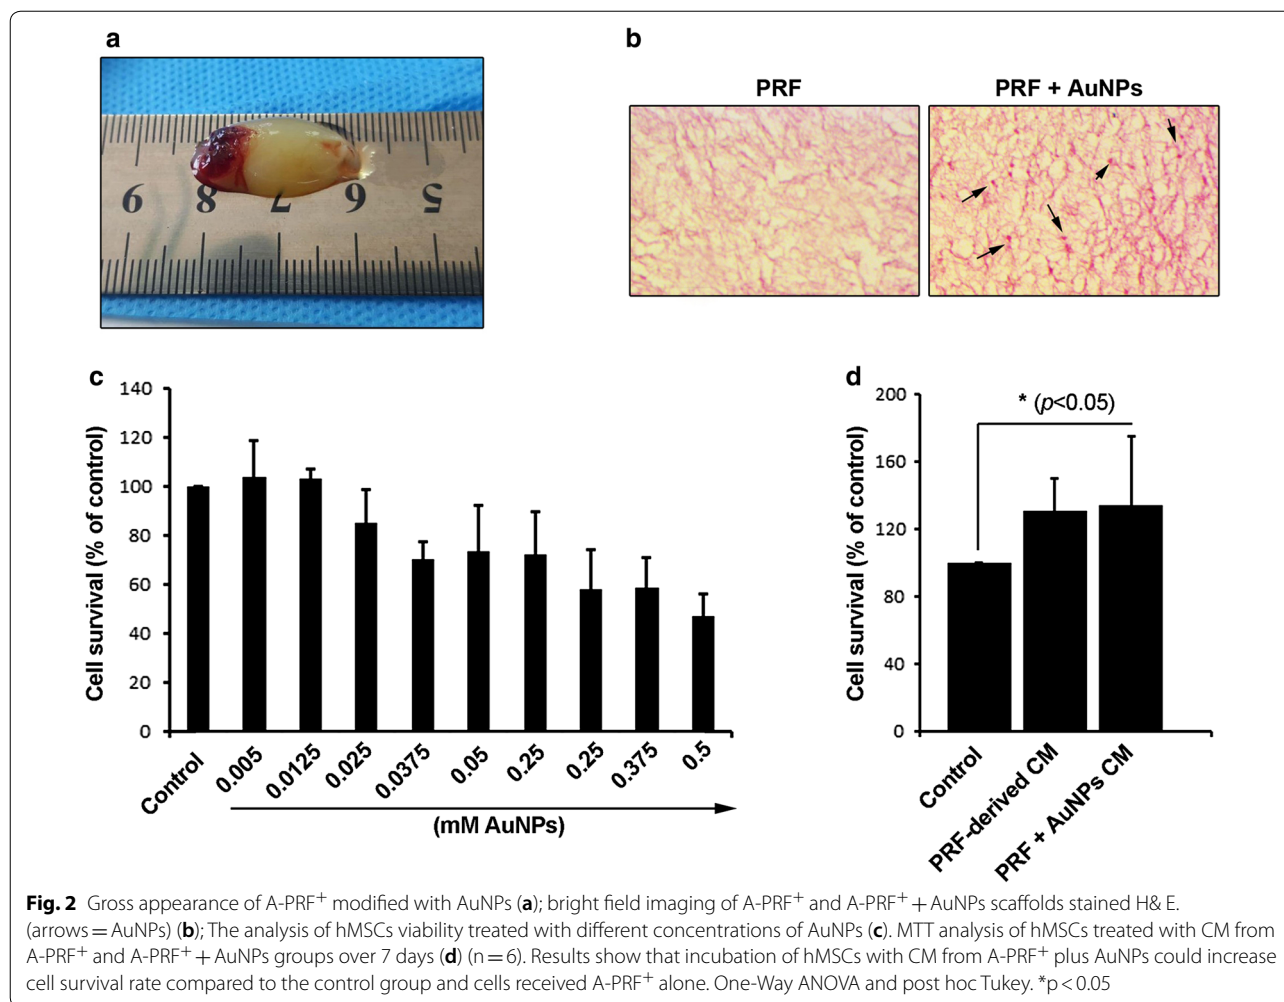 a
b
PRF
PRF + AuNPs
9 8 7 6 5
c
d
Cell survival (% of control)
140
120
100
80
60
40
20
0
Control
0.005
0.0125
0.025
0.0375
0.05
0.25
0.25
0.375
0.5
(mM AuNPs)
Cell survival (% of control)
200
160
120
80
40
0
* (p<0.05)
Control
PRF-derived CM
PRF + AuNPs CM
Fig. 2 Gross appearance of A-PRF⁺ modified with AuNPs (a); bright field imaging of A-PRF⁺ and A-PRF⁺ + AuNPs scaffolds stained H& E.
(arrows = AuNPs) (b); The analysis of hMSCs viability treated with different concentrations of AuNPs (c). MTT analysis of hMSCs treated with CM from
A-PRF⁺ and A-PRF⁺ + AuNPs groups over 7 days (d) (n = 6). Results show that incubation of hMSCs with CM from A-PRF⁺ plus AuNPs could increase
cell survival rate compared to the control group and cells received A-PRF⁺ alone. One-Way ANOVA and post hoc Tukey. *p < 0.05